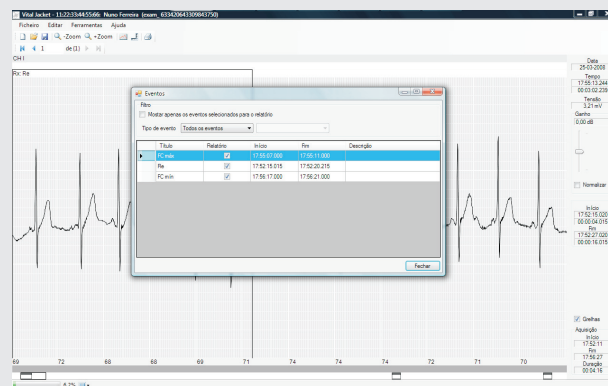 Vital Jacket - 11:22:33:44:55:66: Nuno Ferreira (exam_ 633420643309843750)
Ficheiro Editar Ferramentas Ajuda
-Zoom +Zoom
1 de (1)
CH I
Rx: Re
Eventos
Filtro
Mostar apenas os eventos selecionados para o relatório
Tipo de evento Todos os eventos
Título Relatório Início Fim Descrição
FC máx 17:55:07.000 17:55:11.000
Re 17:52:15.015 17:52:20.215
FC mín 17:56:17.000 17:56:21.000
Fechar
Data
25-03-2008
Tempo
17:55:13.244
00:03:02.239
Tensão
3.21 mV
Ganho
0,00 dB
Normalizar
Início
17:52:15.020
00:00:04.015
Fim
17:52:27.020
00:00:16.015
Grelhas
Aquisição
Início
17:52:11
Fim
17:56:27
Duração
00:04:16
69 72 68 68 69 71 74 74 74 72 71 70